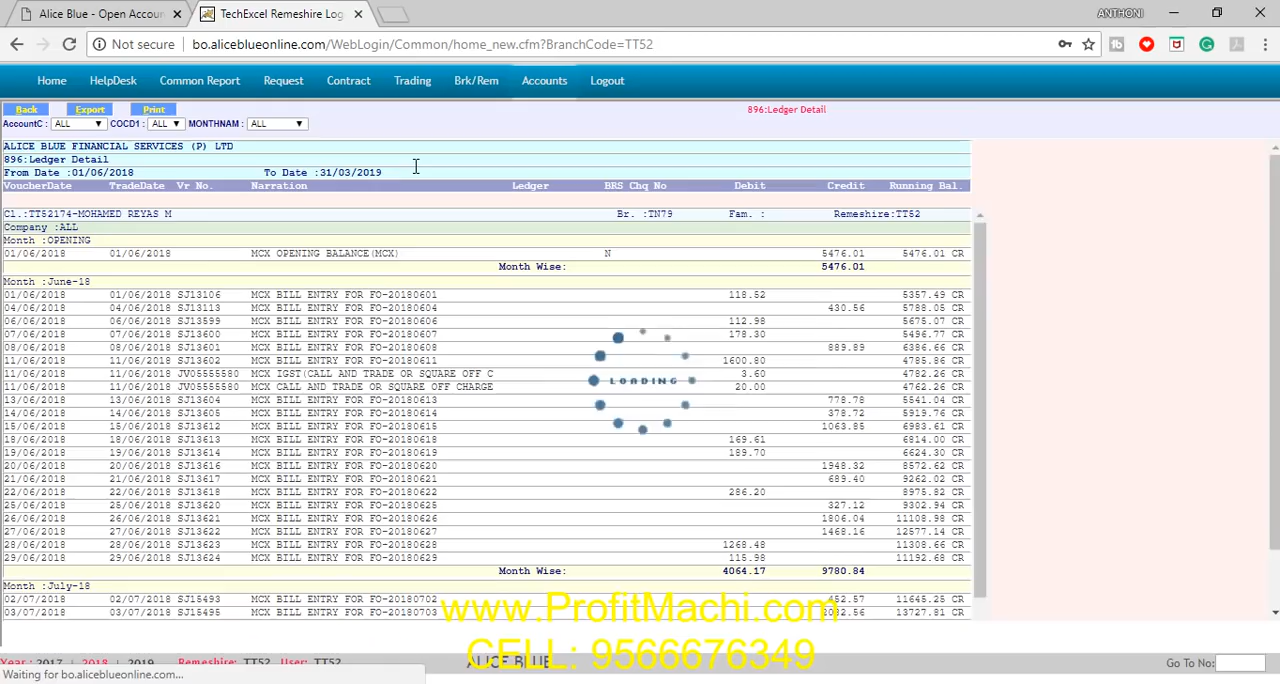 Alice Blue - Open Accoun
TechExcel Remeshire Log
ANTHONI
Not secure bo.aliceblueonline.com/WebLogin/Common/home_new.cfm?BranchCode=TT52
Home HelpDesk Common Report Request Contract Trading Brk/Rem Accounts Logout
Back Export Print 896:Ledger Detail
AccountC : ALL COCD1: ALL MONTHNAM : ALL
ALICE BLUE FINANCIAL SERVICES (P) LTD
896:Ledger Detail
From Date :01/06/2018 To Date :31/03/2019
VoucherDate TradeDate Vr No. Narration Ledger BRS Chq No Debit Credit Running Bal.
Cl.:TT52174-MOHAMED REYAS M Br. :TN79 Fam. : Remeshire:TT52
Company :ALL
Month :OPENING
01/06/2018 01/06/2018 MCX OPENING BALANCE(MCX) N 5476.01 5476.01 CR
Month Wise: 5476.01
Month :June-18
01/06/2018 01/06/2018 SJ13106 MCX BILL ENTRY FOR FO-20180601 118.52 5357.49 CR
04/06/2018 04/06/2018 SJ13113 MCX BILL ENTRY FOR FO-20180604 430.56 5788.05 CR
06/06/2018 06/06/2018 SJ13599 MCX BILL ENTRY FOR FO-20180606 112.98 5675.07 CR
07/06/2018 07/06/2018 SJ13600 MCX BILL ENTRY FOR FO-20180607 178.30 5496.77 CR
08/06/2018 08/06/2018 SJ13601 MCX BILL ENTRY FOR FO-20180608 889.89 6386.66 CR
11/06/2018 11/06/2018 SJ13602 MCX BILL ENTRY FOR FO-20180611 1600.80 4785.86 CR
11/06/2018 11/06/2018 JV05555580 MCX IGST(CALL AND TRADE OR SQUARE OFF C 3.60 4782.26 CR
11/06/2018 11/06/2018 JV05555580 MCX CALL AND TRADE OR SQUARE OFF CHARGE 20.00 4762.26 CR
13/06/2018 13/06/2018 SJ13604 MCX BILL ENTRY FOR FO-20180613 778.78 5541.04 CR
14/06/2018 14/06/2018 SJ13605 MCX BILL ENTRY FOR FO-20180614 378.72 5919.76 CR
15/06/2018 15/06/2018 SJ13612 MCX BILL ENTRY FOR FO-20180615 1063.85 6983.61 CR
18/06/2018 18/06/2018 SJ13613 MCX BILL ENTRY FOR FO-20180618 169.61 6814.00 CR
19/06/2018 19/06/2018 SJ13614 MCX BILL ENTRY FOR FO-20180619 189.70 6624.30 CR
20/06/2018 20/06/2018 SJ13616 MCX BILL ENTRY FOR FO-20180620 1948.32 8572.62 CR
21/06/2018 21/06/2018 SJ13617 MCX BILL ENTRY FOR FO-20180621 689.40 9262.02 CR
22/06/2018 22/06/2018 SJ13618 MCX BILL ENTRY FOR FO-20180622 286.20 8975.82 CR
25/06/2018 25/06/2018 SJ13620 MCX BILL ENTRY FOR FO-20180625 327.12 9302.94 CR
26/06/2018 26/06/2018 SJ13621 MCX BILL ENTRY FOR FO-20180626 1806.04 11108.98 CR
27/06/2018 27/06/2018 SJ13622 MCX BILL ENTRY FOR FO-20180627 1468.16 12577.14 CR
28/06/2018 28/06/2018 SJ13623 MCX BILL ENTRY FOR FO-20180628 1268.48 11308.66 CR
29/06/2018 29/06/2018 SJ13624 MCX BILL ENTRY FOR FO-20180629 115.98 11192.68 CR
LOADING
Month Wise: 4064.17 9780.84
Month :July-18
02/07/2018 02/07/2018 SJ15493 MCX BILL ENTRY FOR FO-20180702 452.57 11645.25 CR
03/07/2018 03/07/2018 SJ15495 MCX BILL ENTRY FOR FO-20180703 13727.81 CR
www.ProfitMachi.com
CELL: 9566676349
Year : 2017 | 2018 | 2019 Remeshire: TT52 User: TT52 ALICE BLUE Go To No:
Waiting for bo.aliceblueonline.com...